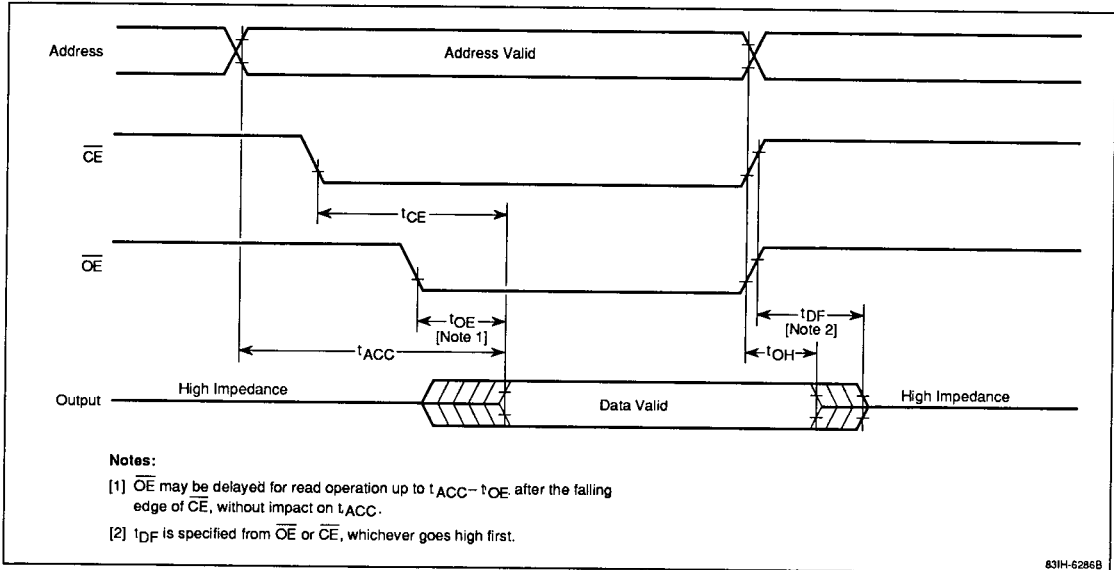 Address
Address Valid
CE
tCE
OE
tOE
[Note 1]
tDF
[Note 2]
tACC
tOH
High Impedance
Output
Data Valid
High Impedance
Notes:
[1] OE may be delayed for read operation up to tACC– tOE. after the falling
edge of CE, without impact on tACC.
[2] tDF is specified from OE or CE, whichever goes high first.
83IH-6286B